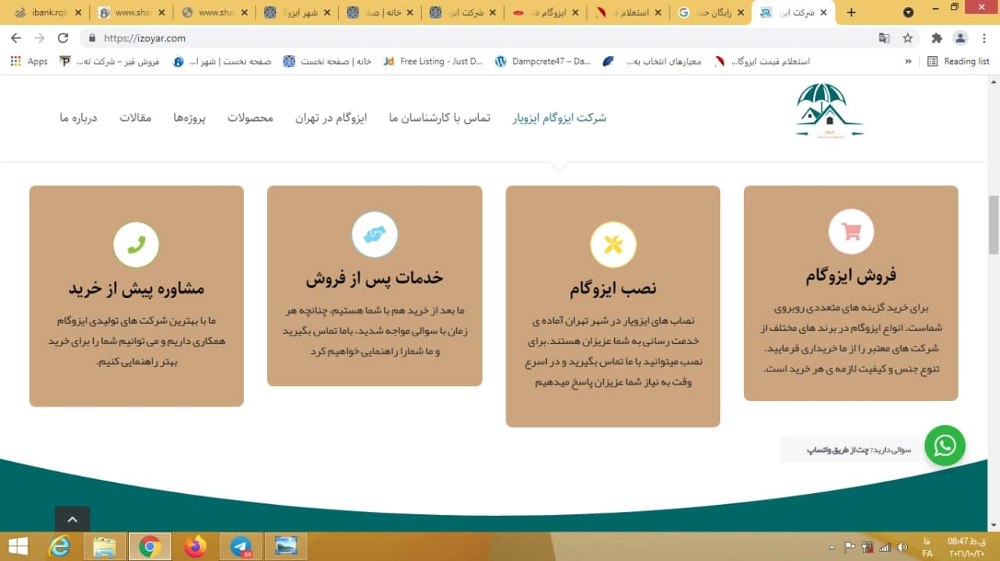 ibank.rqb
www.sha
www.sha
شهر ایزوگ
خانه | صف
شرکت ایز
ایزوگام شر
استعلام ق
رایگان حم
شرکت ایز
https://izoyar.com
Apps
فروش قیر – شرکت ته...
صفحه نخست | شهر ا...
خانه | صفحه نخست
Free Listing - Just D...
Dampcrete47 – Da...
معیارهای انتخاب به...
استعلام قیمت ایزوگا...
»
Reading list
شرکت ایزوگام ایزویار
تماس با کارشناسان ما
ایزوگام در تهران
محصولات
پروژه‌ها
مقالات
درباره ما
فروش ایزوگام
برای خرید گزینه های متعددی روبروی
شماست. انواع ایزوگام در برند های مختلف از
شرکت های معتبر را از ما خریداری فرمایید.
تنوع جنس و کیفیت لازمه ی هر خرید است.
نصب ایزوگام
نصاب های ایزویار در شهر تهران آماده ی
خدمت رسانی به شما عزیزان هستند.برای
نصب میتوانید با ما تماس بگیرید و در اسرع
وقت به نیاز شما عزیزان پاسخ میدهیم
خدمات پس از فروش
ما بعد از خرید هم با شما هستیم، چنانچه هر
زمان با سوالی مواجه شدید، باما تماس بگیرید
و ما شمارا راهنمایی خواهیم کرد
مشاوره پیش از خرید
ما با بهترین شرکت های تولیدی ایزوگام
همکاری داریم و می توانیم شما را برای خرید
بهتر راهنمایی کنیم.
سوالی دارید؟ چت از طریق واتساپ
88
فا
FA
08:47 ق.ظ
۲۰۲۱/۱۰/۲۰